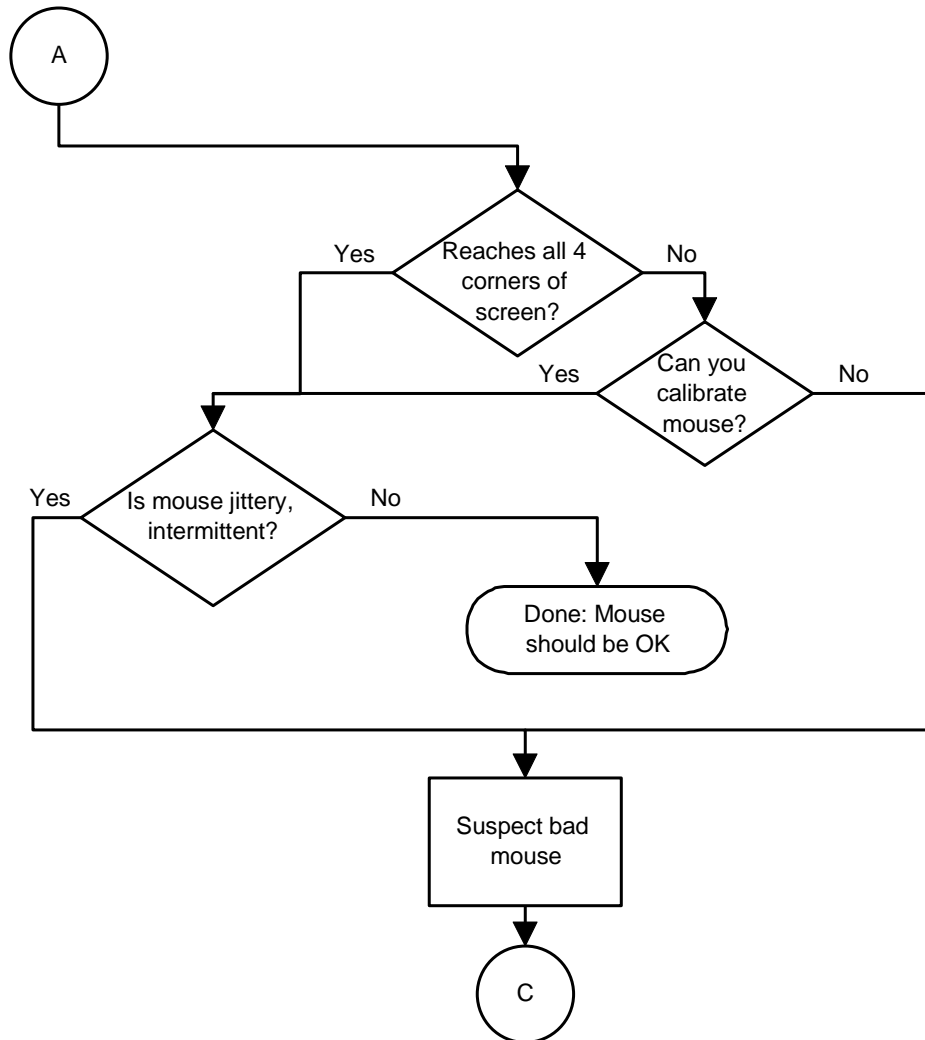 A
Yes
Reaches all 4
corners of
screen?
No
Yes
Can you
calibrate
mouse?
No
Yes
Is mouse jittery,
intermittent?
No
Done: Mouse
should be OK
Suspect bad
mouse
C